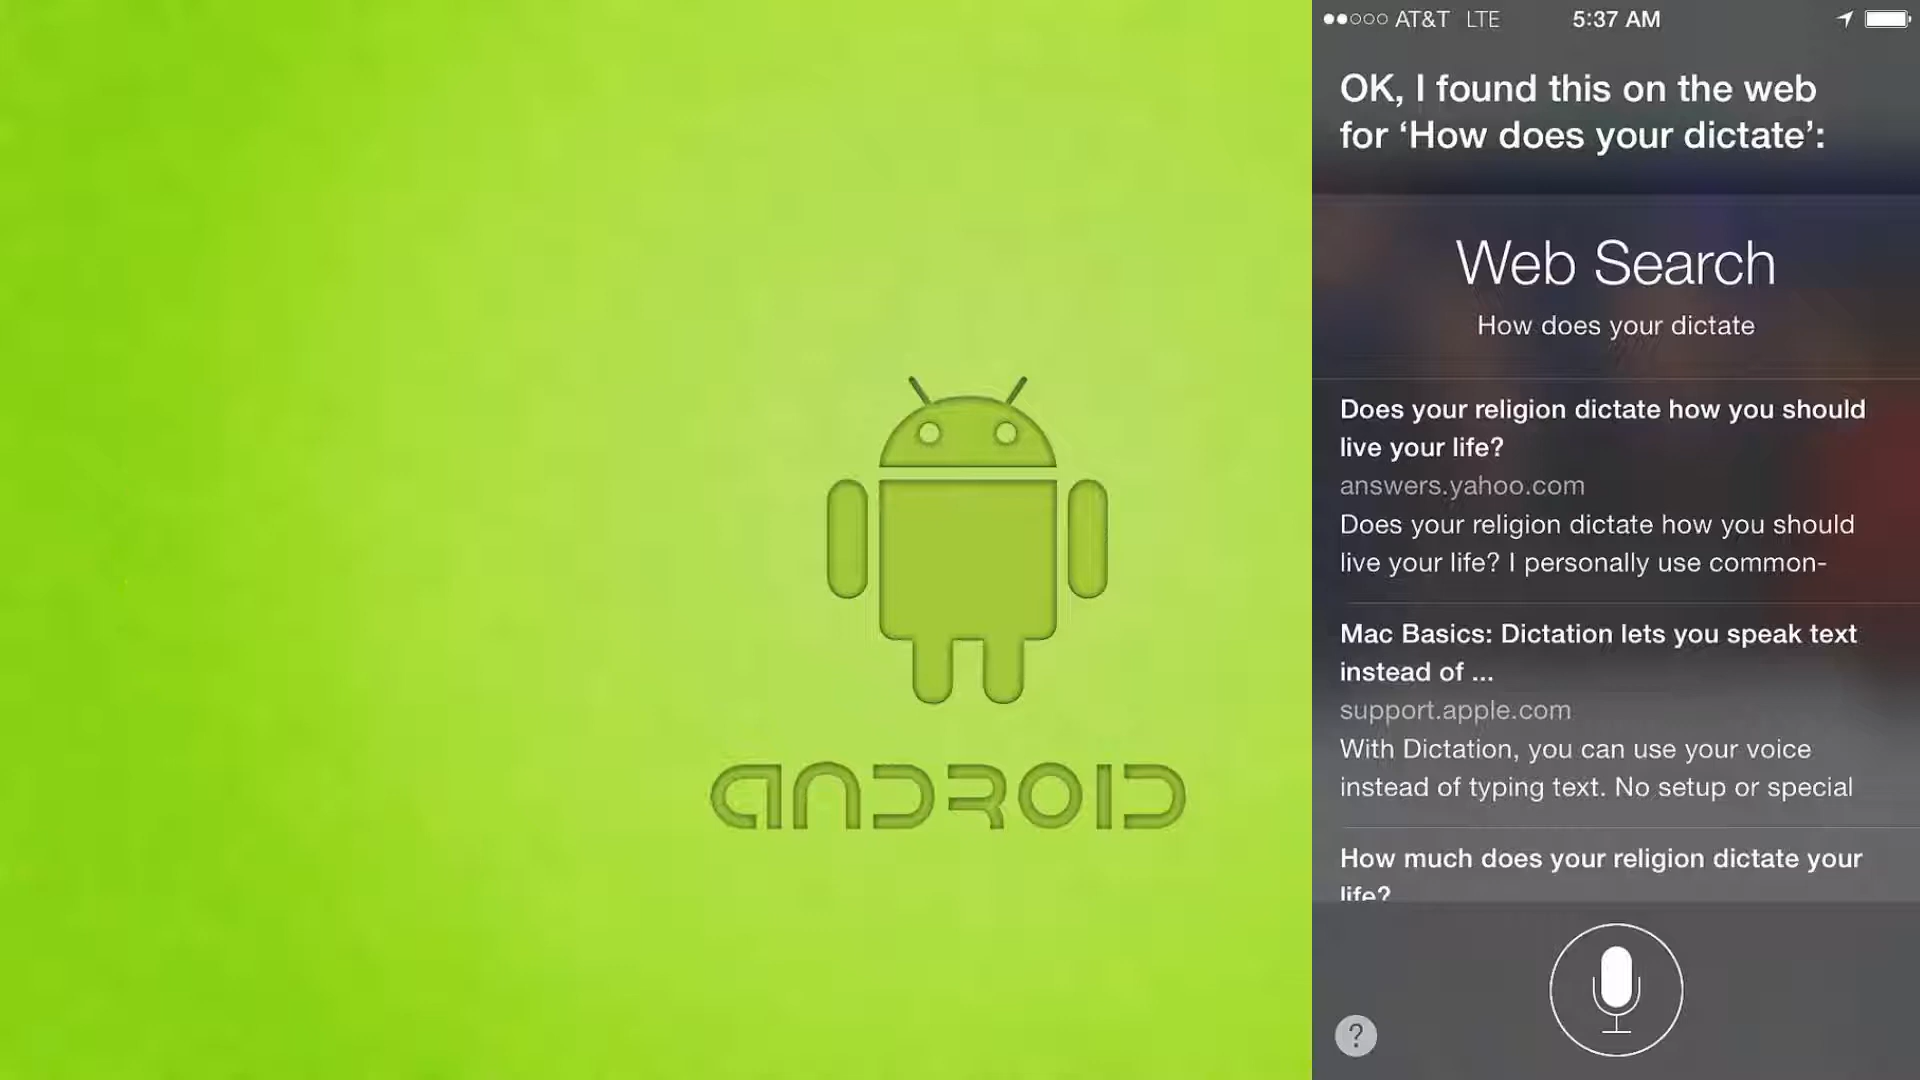 AT&T LTE 5:37 AM
OK, I found this on the web
for ‘How does your dictate’:
Web Search
How does your dictate
Does your religion dictate how you should
live your life?
answers.yahoo.com
Does your religion dictate how you should
live your life? I personally use common-
Mac Basics: Dictation lets you speak text
instead of ...
support.apple.com
With Dictation, you can use your voice
instead of typing text. No setup or special
How much does your religion dictate your
life?
?
ANDROID